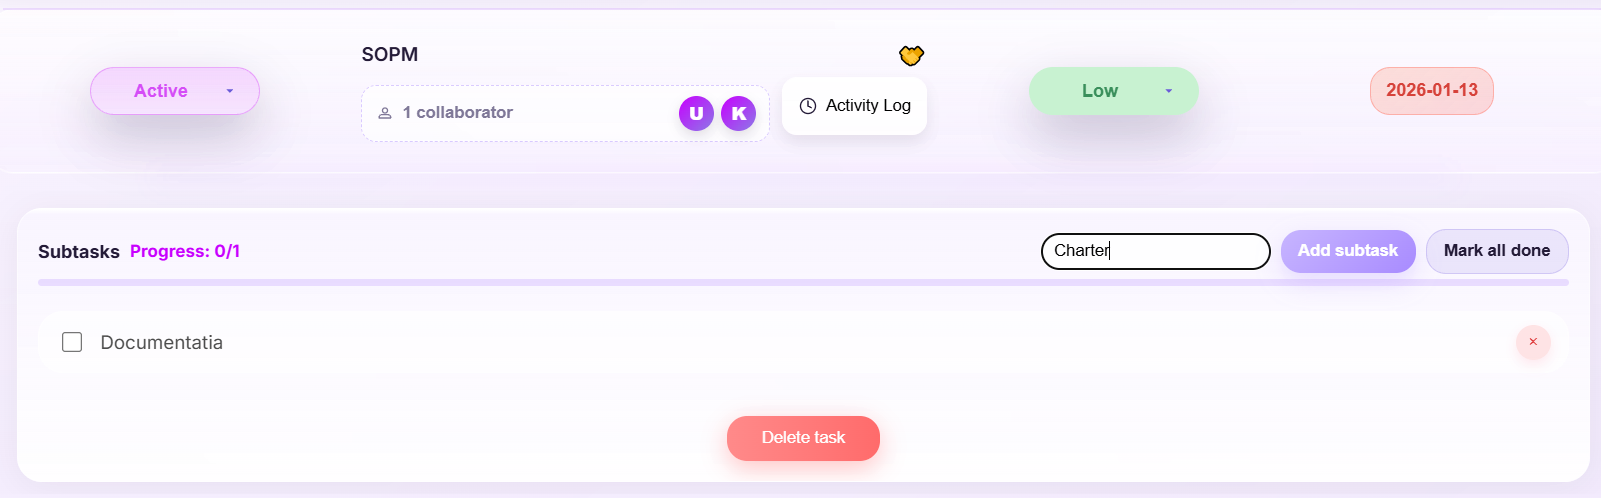 SOPM
Active
1 collaborator
U K
Activity Log
Low
2026-01-13
Subtasks Progress: 0/1
Charter
Add subtask
Mark all done
Documentatia
×
Delete task